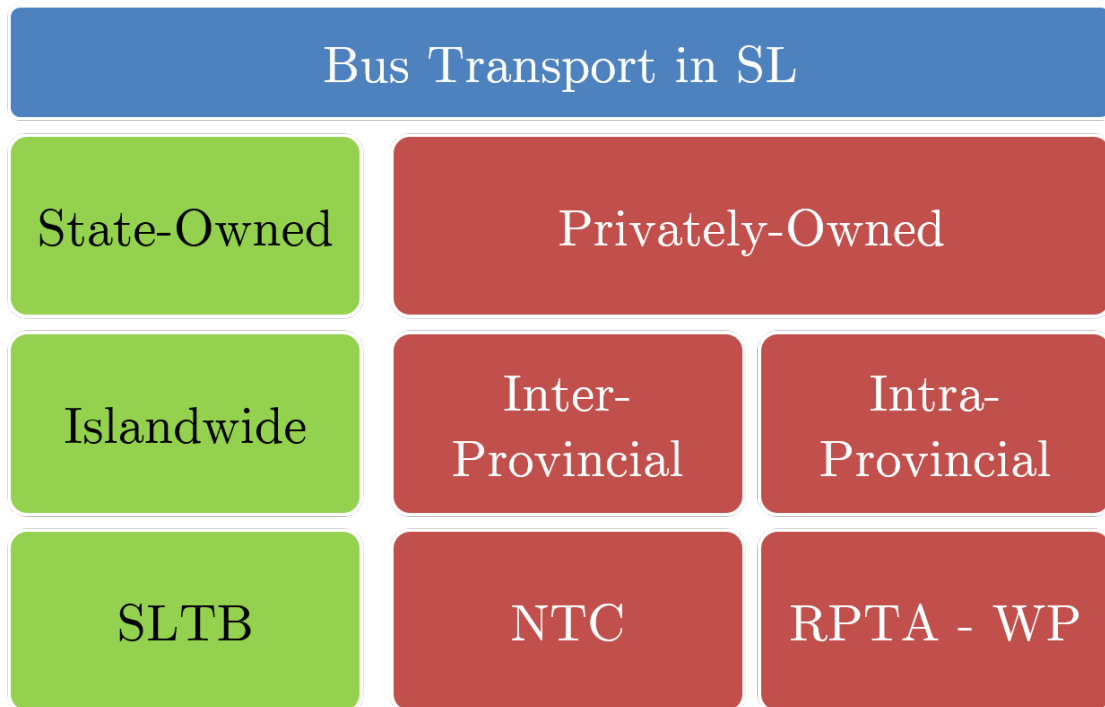 Bus Transport in SL
State-Owned
Privately-Owned
Islandwide
Inter-
Provincial
Intra-
Provincial
SLTB
NTC
RPTA - WP